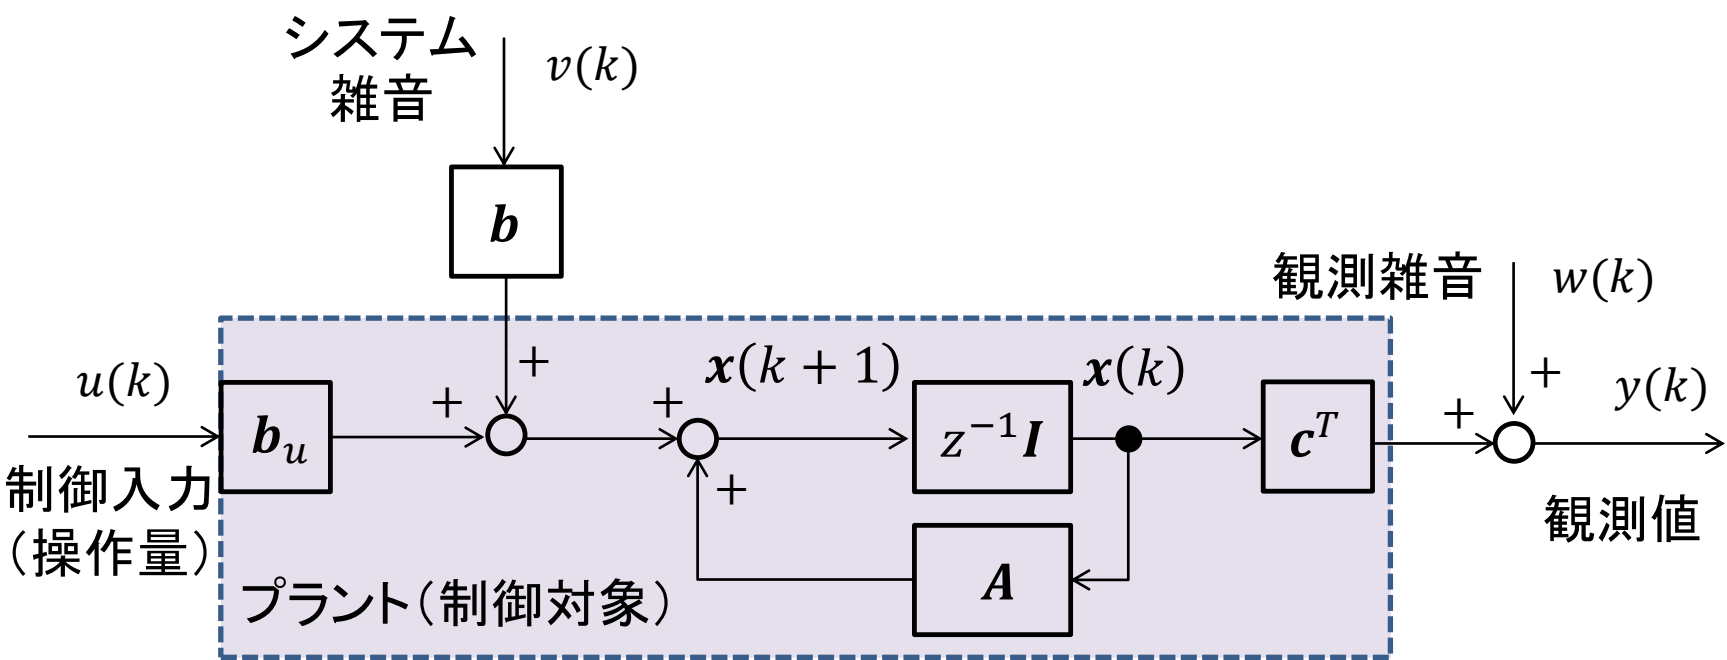 システム
雑音
v(k)
b
観測雑音
w(k)
+
x(k + 1)
x(k)
+
u(k)
+
+
+
y(k)
b_u
z^{-1}I
c^T
+
制御入力
(操作量)
観測値
A
プラント(制御対象)